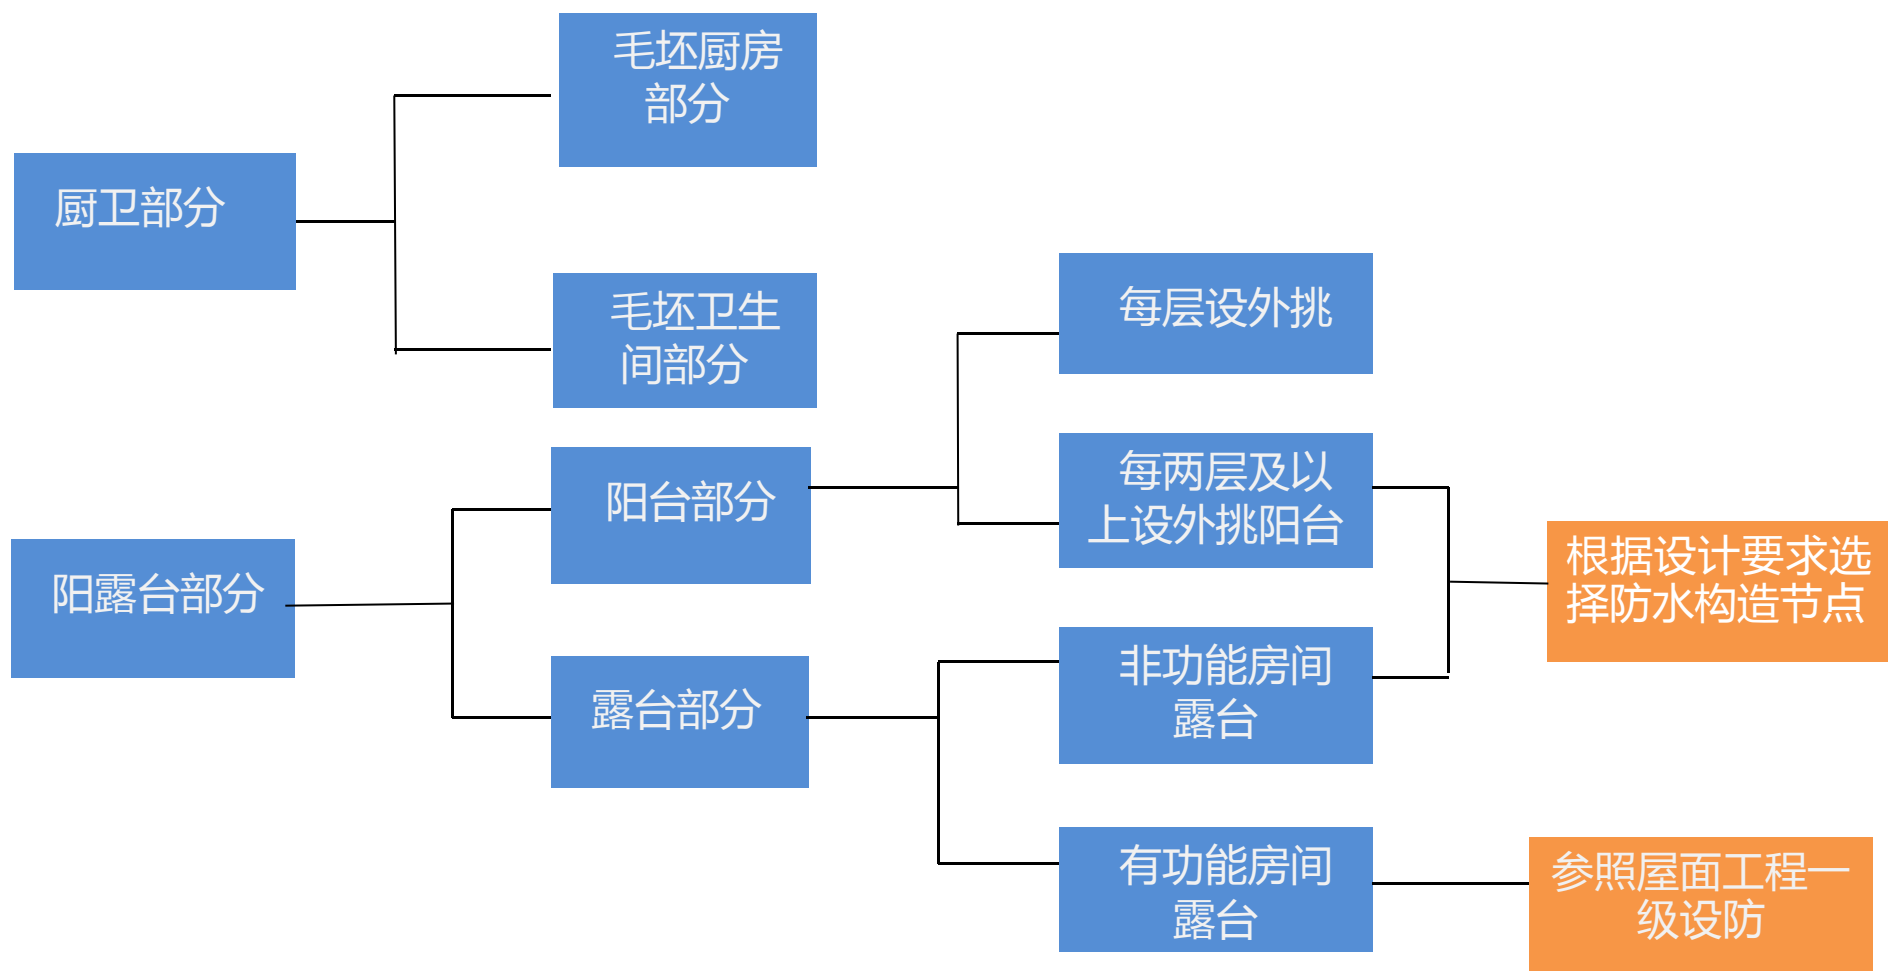 厨卫部分
毛坯厨房
部分
毛坯卫生
间部分
阳露台部分
阳台部分
露台部分
每层设外挑
每两层及以
上设外挑阳台
非功能房间
露台
有功能房间
露台
根据设计要求选
择防水构造节点
参照屋面工程一
级设防